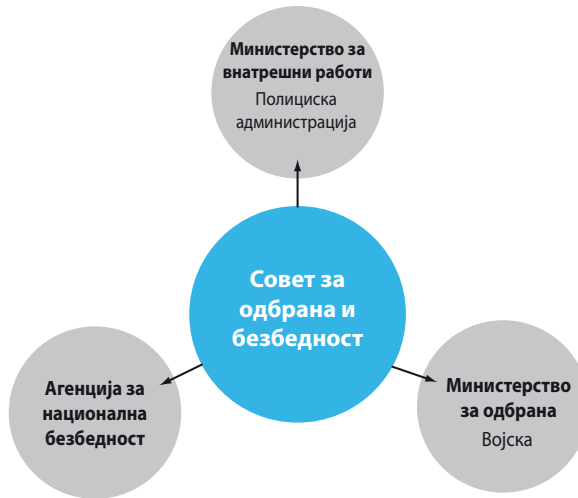 Министерство за
внатрешни работи
Полициска
администрација
Совет за
одбрана и
безбедност
Агенција за
национална
безбедност
Министерство
за одбрана
Војска